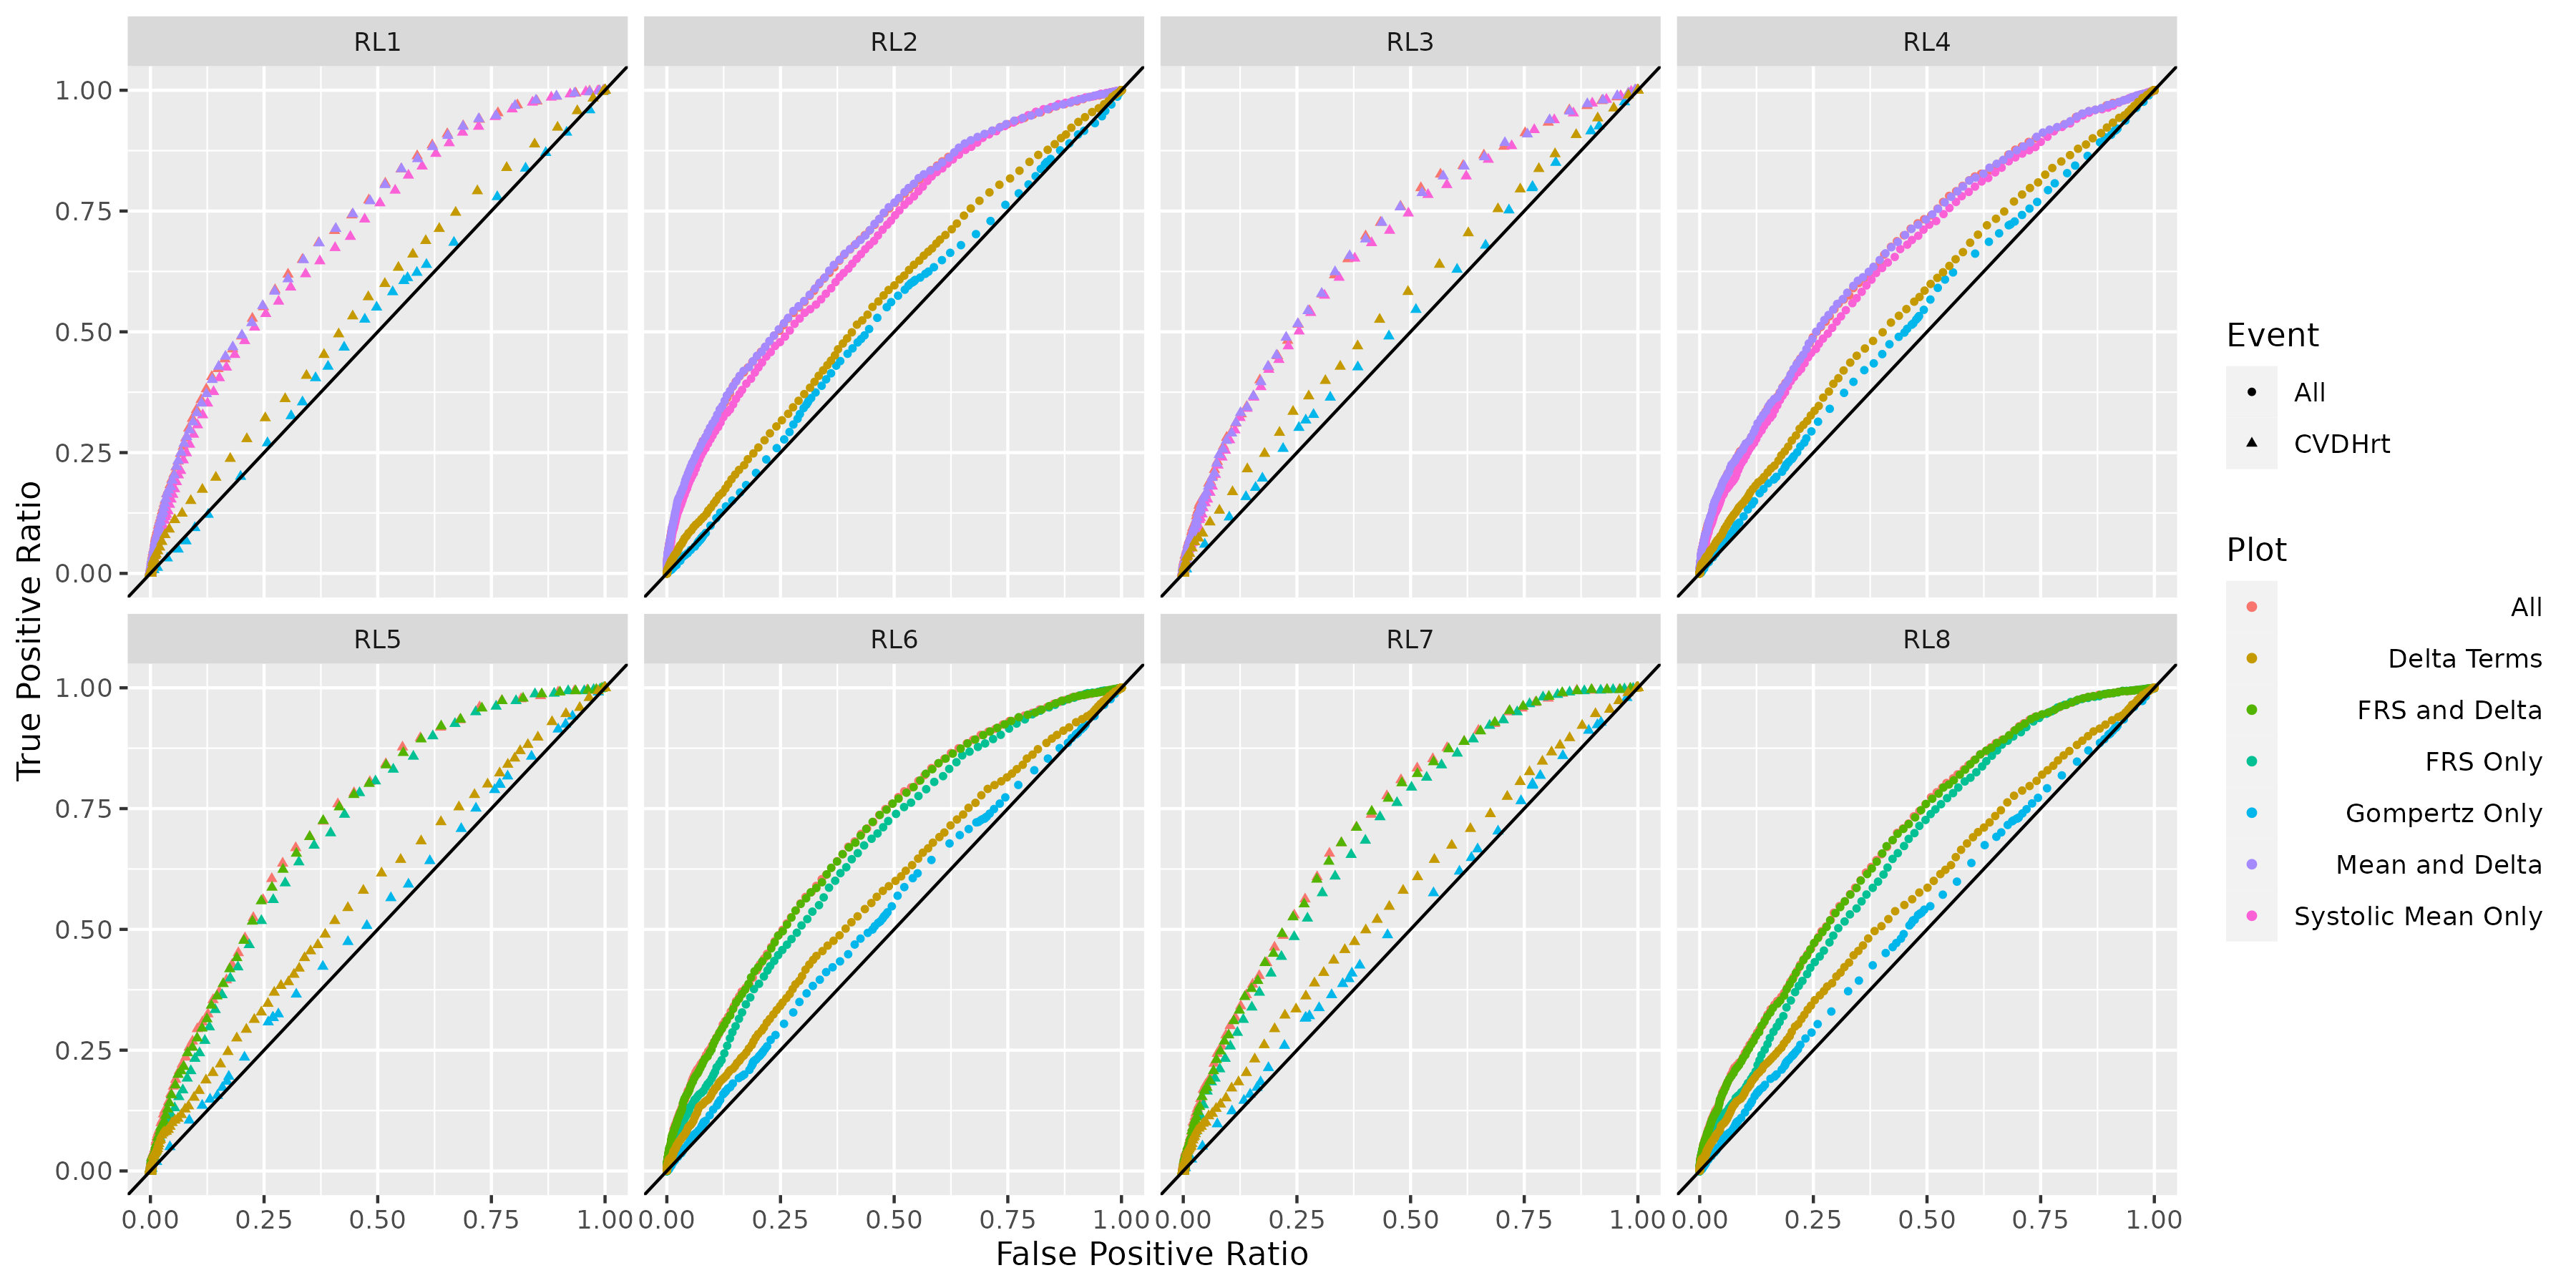 RL1 RL2 RL3 RL4
1.00
0.75
0.50
0.25
0.00
RL5 RL6 RL7 RL8
1.00
0.75
0.50
0.25
0.00
0.00 0.25 0.50 0.75 1.00 0.00 0.25 0.50 0.75 1.00 0.00 0.25 0.50 0.75 1.00 0.00 0.25 0.50 0.75 1.00
False Positive Ratio
True Positive Ratio
Event
All
CVDHrt
Plot
All
Delta Terms
FRS and Delta
FRS Only
Gompertz Only
Mean and Delta
Systolic Mean Only